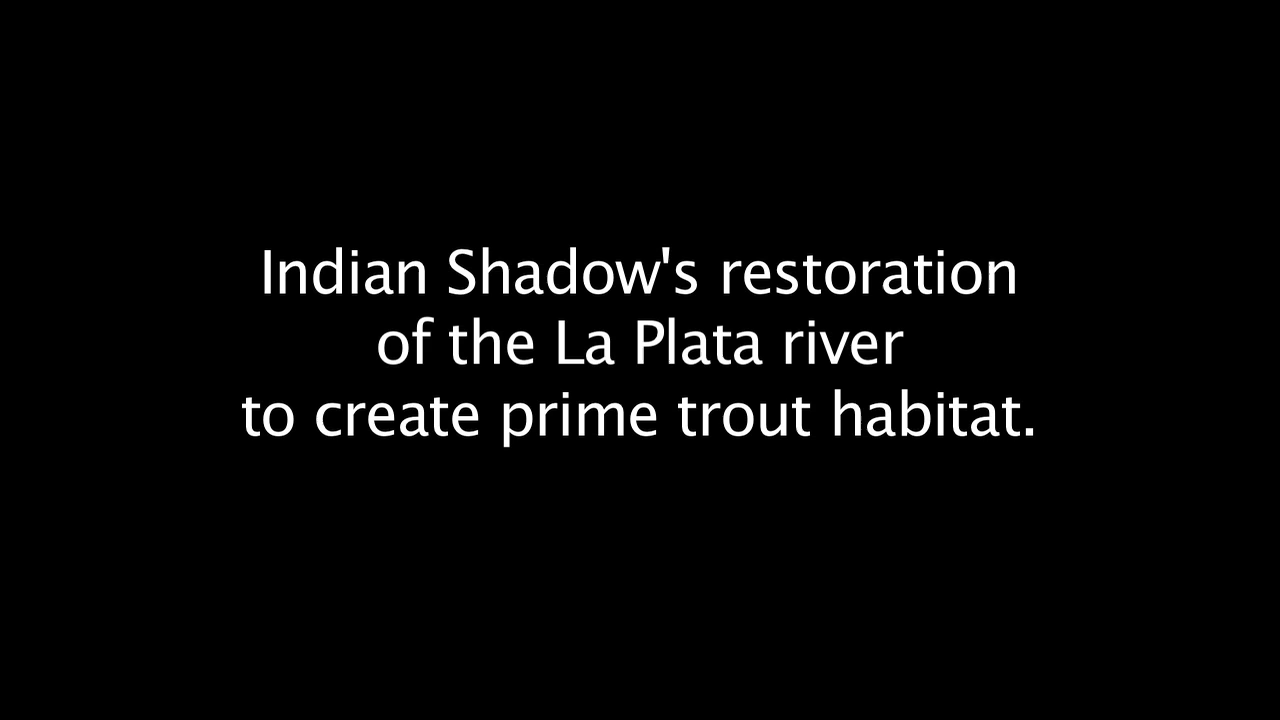 Indian Shadow's restoration
of the La Plata river
to create prime trout habitat.